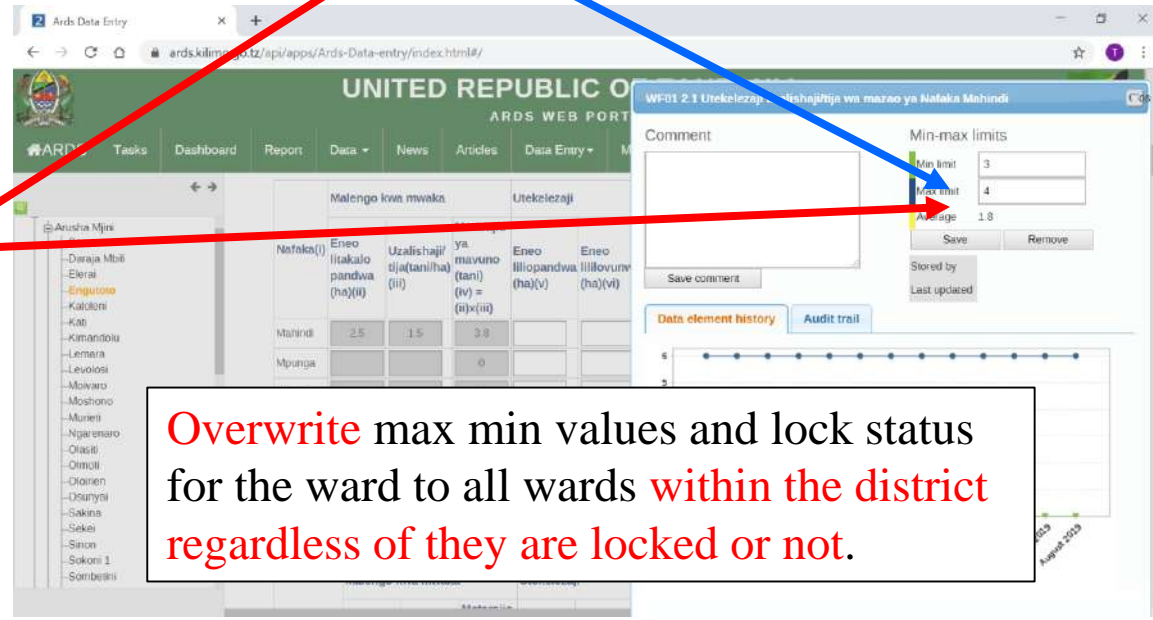 Ards Data Entry
ards.kilimo.go.tz/api/apps/Ards-Data-entry/index.html#/
UNITED REPUBLIC O
ARDS WEB PORT
ARDS Tasks Dashboard Report Data News Articles Data Entry M
Arusha Mjini
Daraja Mbili
Elerai
Engutoto
Kaloleni
Kati
Kimandolu
Lemara
Levolosi
Moivaro
Moshono
Murieti
Ngarenaro
Olasiti
Olmoti
Oloirien
Osunyai
Sakina
Sekei
Sinon
Sokoni 1
Sombetini
Malengo kwa mwaka Utekelezaji
Nafaka(i)
Eneo litakalo pandwa (ha)(ii)
Uzalishaji/ tija(tani/ha) (iii)
ya mavuno (tani) (iv) = (ii)x(iii)
Eneo lililopandwa (ha)(v)
Eneo (ha)(vi)
Mahindi 2.5 1.5 3.8
Mpunga 0
WF01 2.1 Utekelezaji wa mazao ya Nafaka Mahindi
Comment
Save comment
Min-max limits
Min limit 3
Max limit 4
Average 1.8
Save Remove
Stored by
Last updated
Data element history Audit trail
6
5
August 2019
Overwrite max min values and lock status
for the ward to all wards within the district
regardless of they are locked or not.